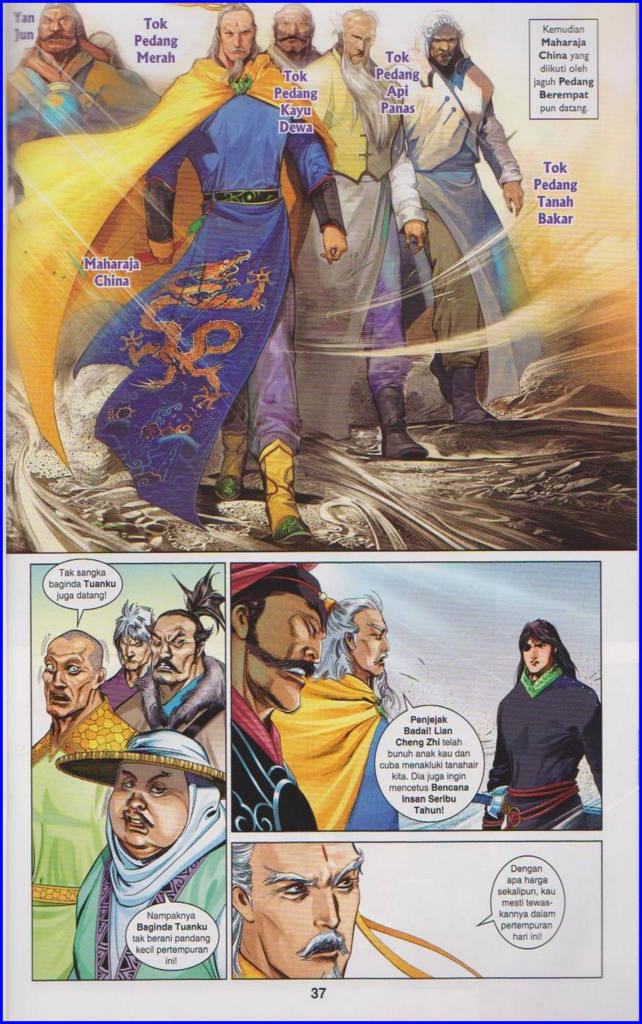 Yan
Jun
Tok
Pedang
Merah
Tok
Pedang
Kayu
Dewa
Tok
Pedang
Api
Panas
Kemudian
Maharaja
China yang
diikuti oleh
jaguh Pedang
Berempat
pun datang.
Tok
Pedang
Tanah
Bakar
Maharaja
China
Tak sangka
baginda Tuanku
juga datang!
Nampaknya
Baginda Tuanku
tak berani pandang
kecil pertempuran
ini!
Penjejak
Badai! Lian
Cheng Zhi telah
bunuh anak kau dan
cuba menakluki tanahair
kita. Dia juga ingin
mencetus Bencana
Insan Seribu
Tahun!
Dengan
apa harga
sekalipun, kau
mesti tewas-
kannya dalam
pertempuran
hari ini!
37